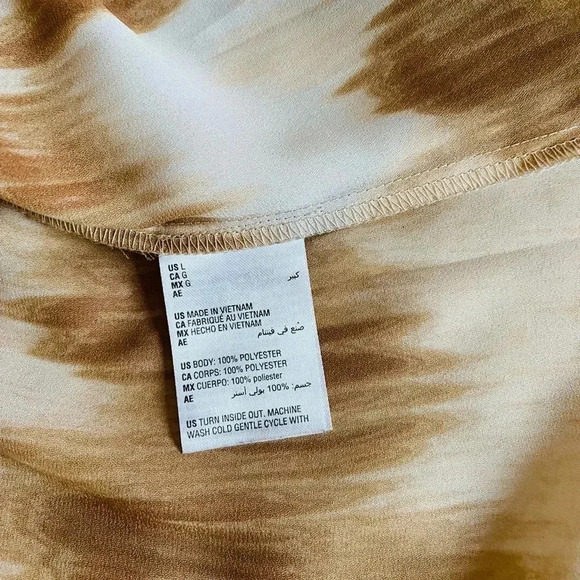 US L
CA G
MX G
AE كبير
US MADE IN VIETNAM
CA FABRIQUÉ AU VIETNAM
MX HECHO EN VIETNAM
AE صُنع في فيتنام
US BODY: 100% POLYESTER
CA CORPS: 100% POLYESTER
MX CUERPO: 100% poliester
AE جسم: %100 بولي أستر
US TURN INSIDE OUT. MACHINE
WASH COLD GENTLE CYCLE WITH